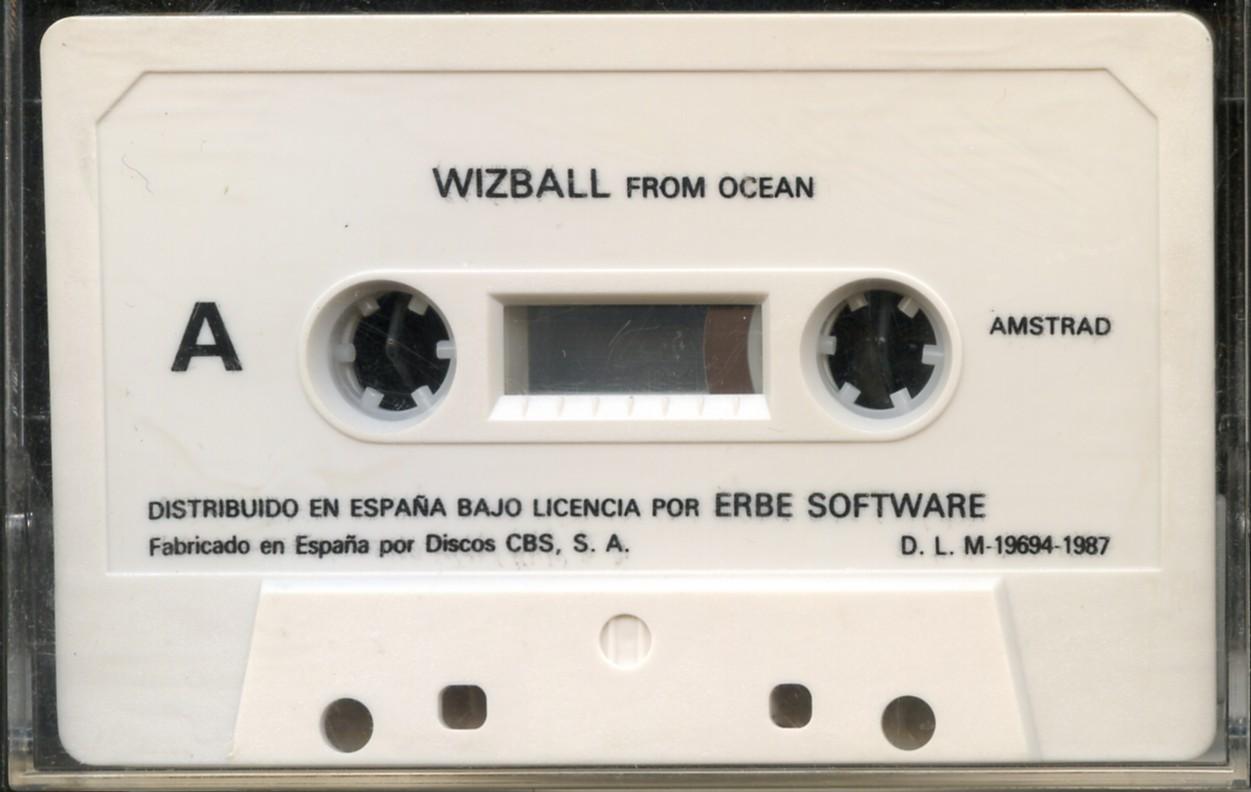 WIZBALL FROM OCEAN
A
AMSTRAD
DISTRIBUIDO EN ESPAÑA BAJO LICENCIA POR ERBE SOFTWARE
Fabricado en España por Discos CBS, S. A.
D. L. M-19694-1987